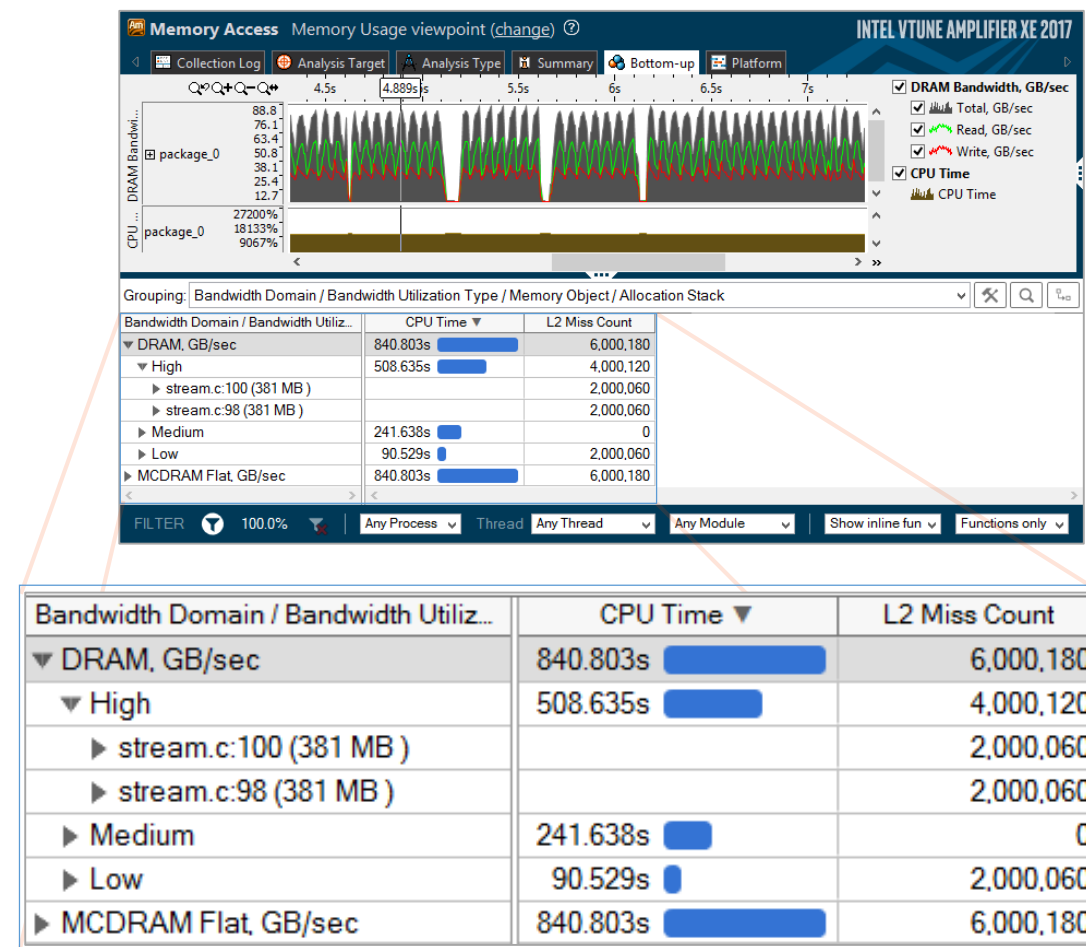 Memory Access Memory Usage viewpoint (change) ? INTEL VTUNE AMPLIFIER XE 2017
Collection Log Analysis Target Analysis Type Summary Bottom-up Platform
4.5s 4.889s 5.5s 6s 6.5s 7s
DRAM Bandwi...
package_0
88.8
76.1
63.4
50.8
38.1
25.4
12.7
CPU ...
package_0
27200%
18133%
9067%
DRAM Bandwidth, GB/sec
Total, GB/sec
Read, GB/sec
Write, GB/sec
CPU Time
CPU Time
Grouping: Bandwidth Domain / Bandwidth Utilization Type / Memory Object / Allocation Stack
Bandwidth Domain / Bandwidth Utiliz... CPU Time L2 Miss Count
DRAM, GB/sec 840.803s 6,000,180
High 508.635s 4,000,120
stream.c:100 (381 MB ) 2,000,060
stream.c:98 (381 MB ) 2,000,060
Medium 241.638s 0
Low 90.529s 2,000,060
MCDRAM Flat, GB/sec 840.803s 6,000,180
FILTER 100.0% Any Process Thread Any Thread Any Module Show inline fun Functions only
Bandwidth Domain / Bandwidth Utiliz... CPU Time L2 Miss Count
DRAM, GB/sec 840.803s 6,000,180
High 508.635s 4,000,120
stream.c:100 (381 MB ) 2,000,060
stream.c:98 (381 MB ) 2,000,060
Medium 241.638s 0
Low 90.529s 2,000,060
MCDRAM Flat, GB/sec 840.803s 6,000,180